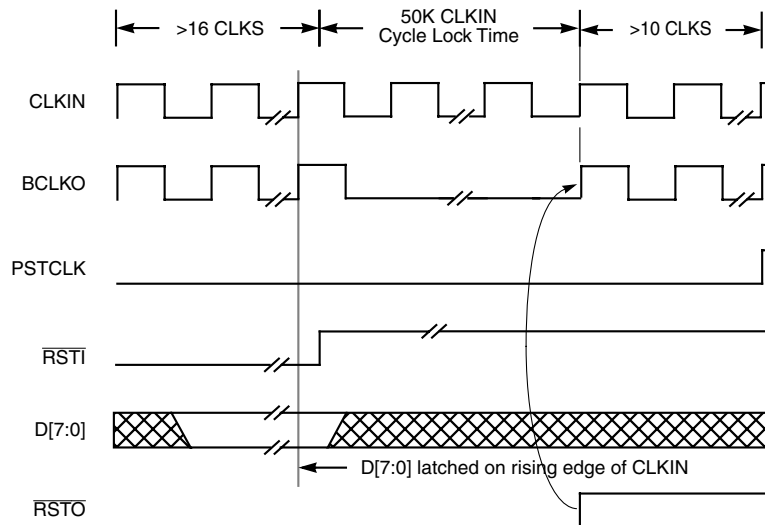 >16 CLKS
50K CLKIN
Cycle Lock Time
>10 CLKS
CLKIN
BCLKO
PSTCLK
RSTI
D[7:0]
D[7:0] latched on rising edge of CLKIN
RSTO